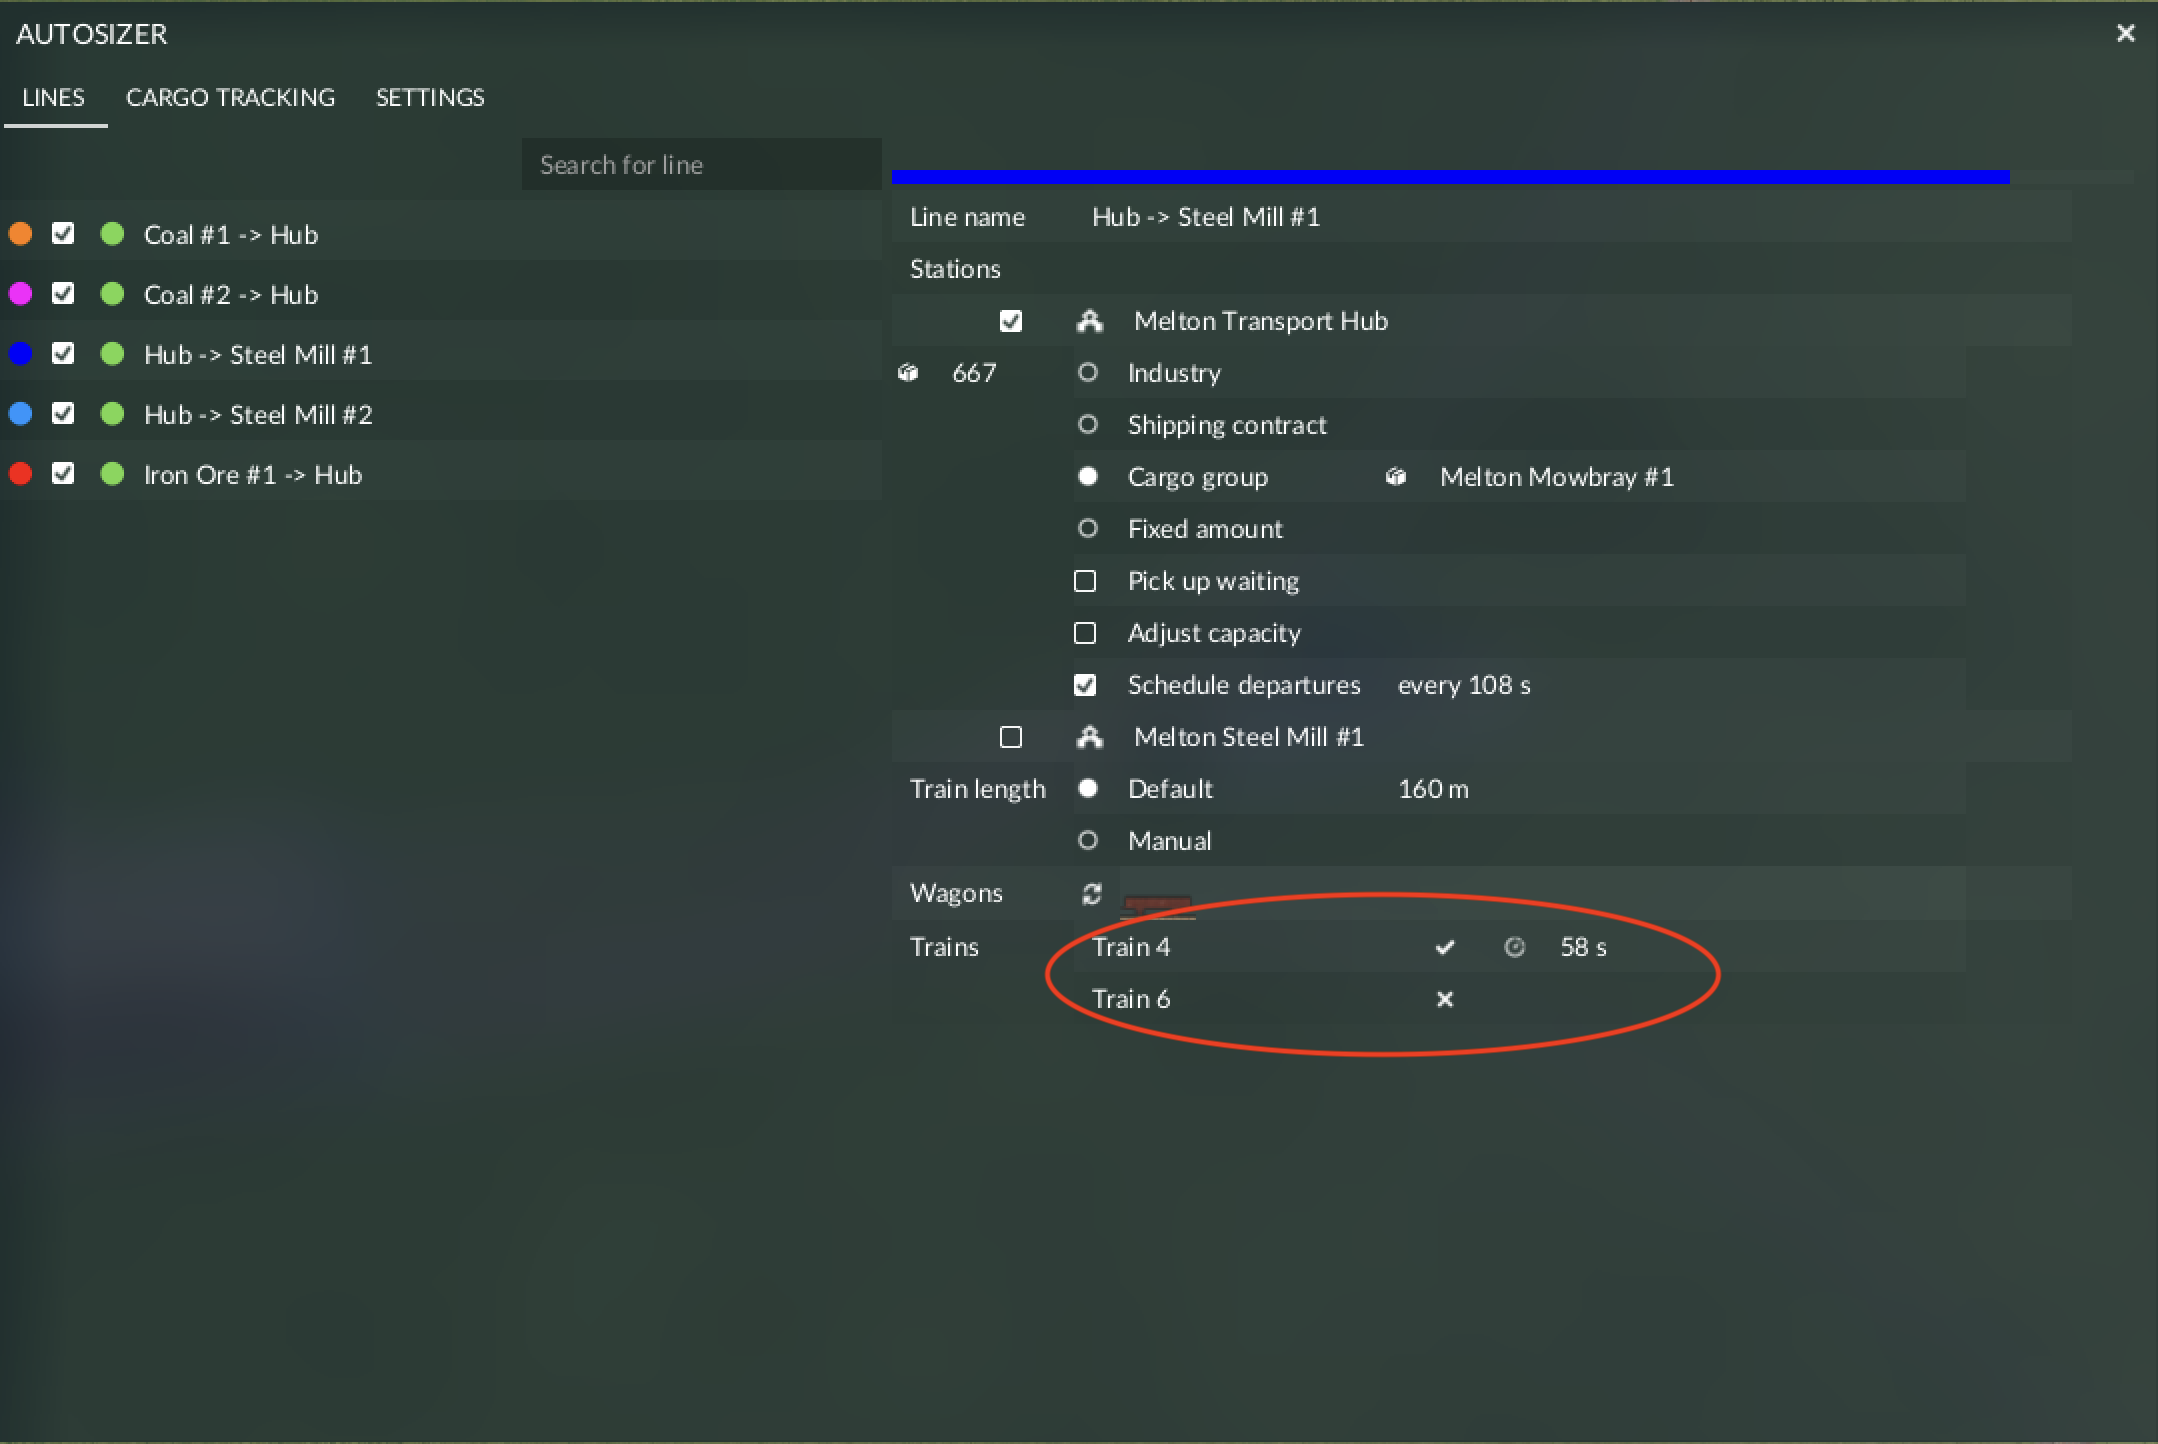 AUTOSIZER
LINES CARGO TRACKING SETTINGS
Search for line
Coal #1 -> Hub
Coal #2 -> Hub
Hub -> Steel Mill #1
Hub -> Steel Mill #2
Iron Ore #1 -> Hub
Line name Hub -> Steel Mill #1
Stations
Melton Transport Hub
667 Industry
Shipping contract
Cargo group Melton Mowbray #1
Fixed amount
Pick up waiting
Adjust capacity
Schedule departures every 108 s
Melton Steel Mill #1
Train length Default 160 m
Manual
Wagons
Trains Train 4 58 s
Train 6